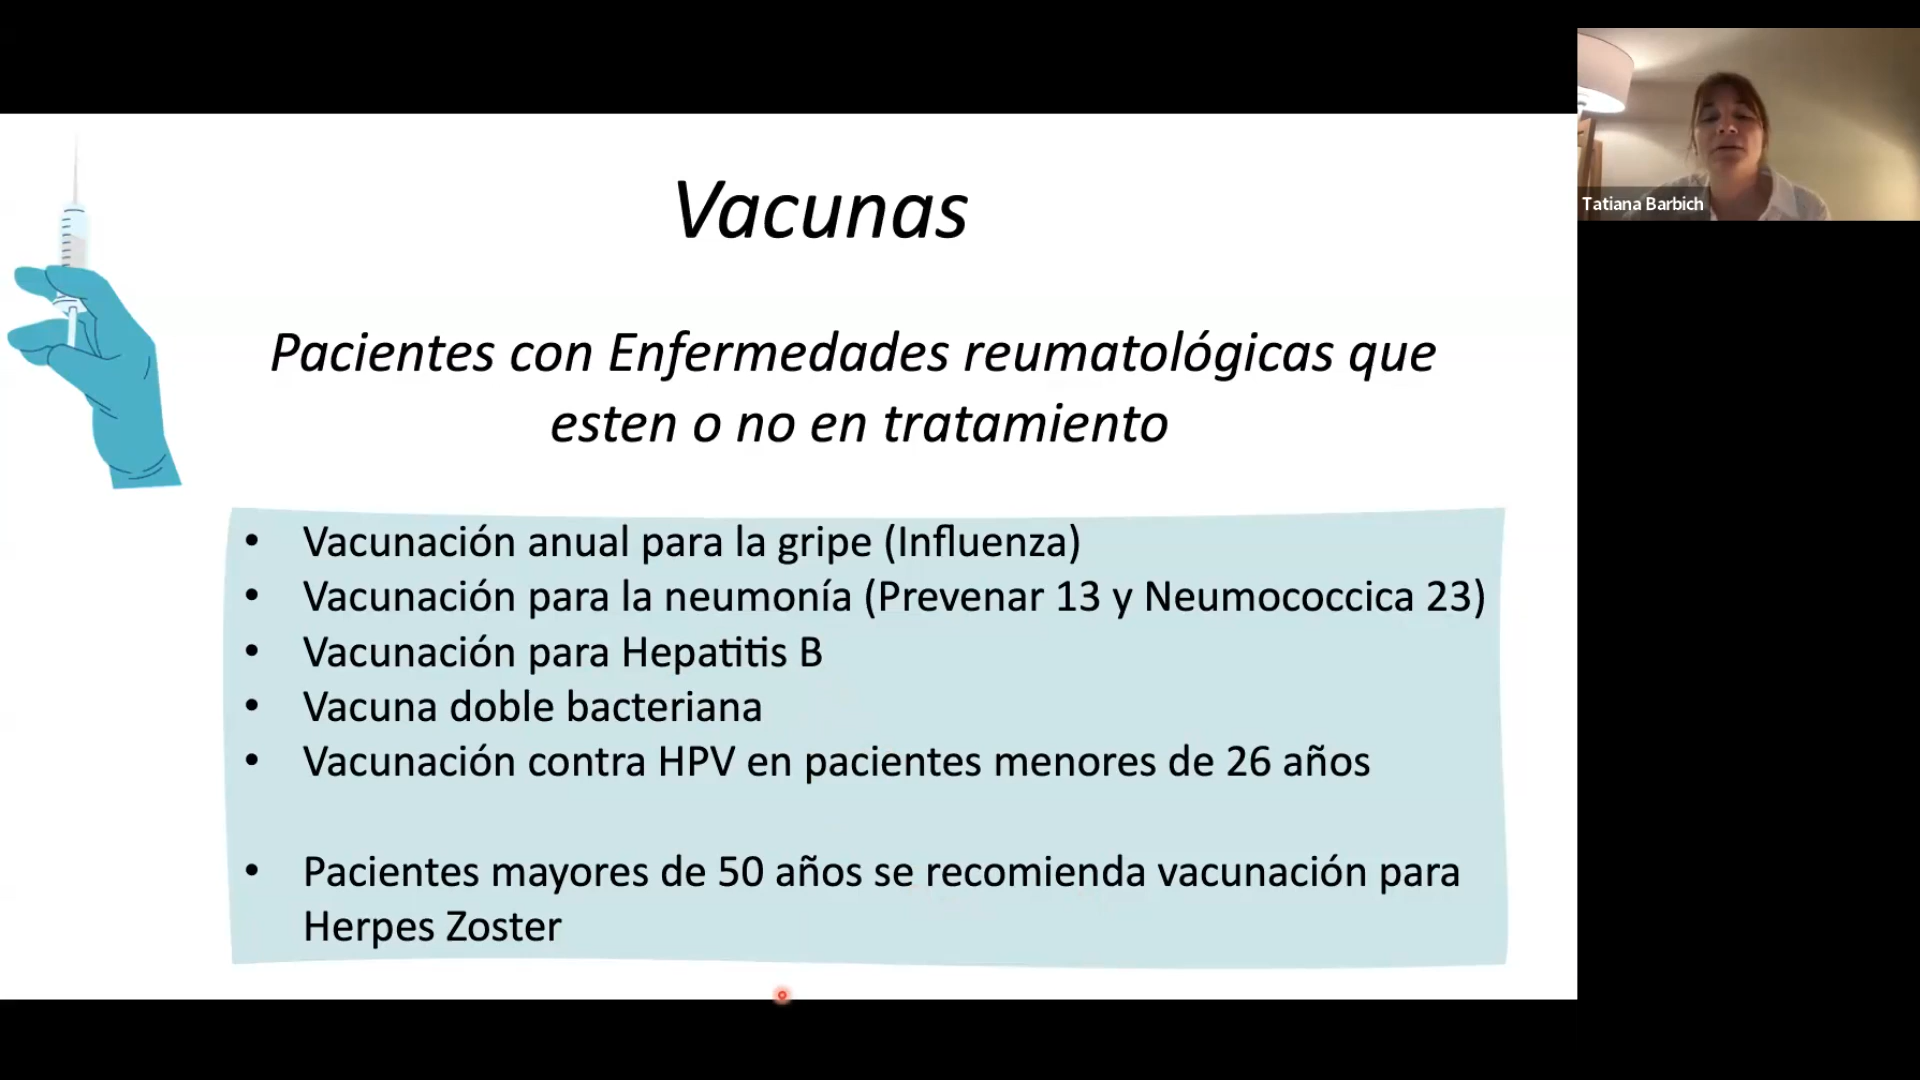 Vacunas
Pacientes con Enfermedades reumatológicas que
esten o no en tratamiento
• Vacunación anual para la gripe (Influenza)
• Vacunación para la neumonía (Prevenar 13 y Neumococcica 23)
• Vacunación para Hepatitis B
• Vacuna doble bacteriana
• Vacunación contra HPV en pacientes menores de 26 años
• Pacientes mayores de 50 años se recomienda vacunación para
Herpes Zoster
Tatiana Barbich